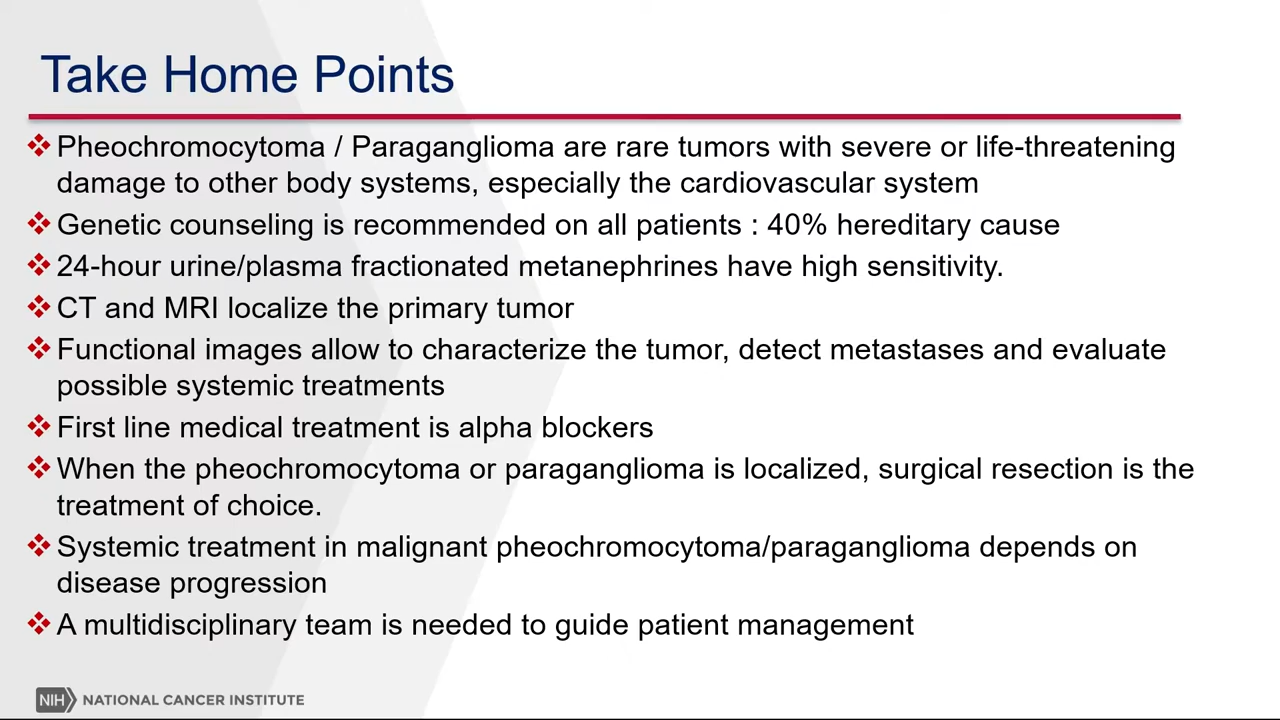 Take Home Points
❖Pheochromocytoma / Paraganglioma are rare tumors with severe or life-threatening
damage to other body systems, especially the cardiovascular system
❖Genetic counseling is recommended on all patients : 40% hereditary cause
❖24-hour urine/plasma fractionated metanephrines have high sensitivity.
❖CT and MRI localize the primary tumor
❖Functional images allow to characterize the tumor, detect metastases and evaluate
possible systemic treatments
❖First line medical treatment is alpha blockers
❖When the pheochromocytoma or paraganglioma is localized, surgical resection is the
treatment of choice.
❖Systemic treatment in malignant pheochromocytoma/paraganglioma depends on
disease progression
❖A multidisciplinary team is needed to guide patient management
NIH NATIONAL CANCER INSTITUTE